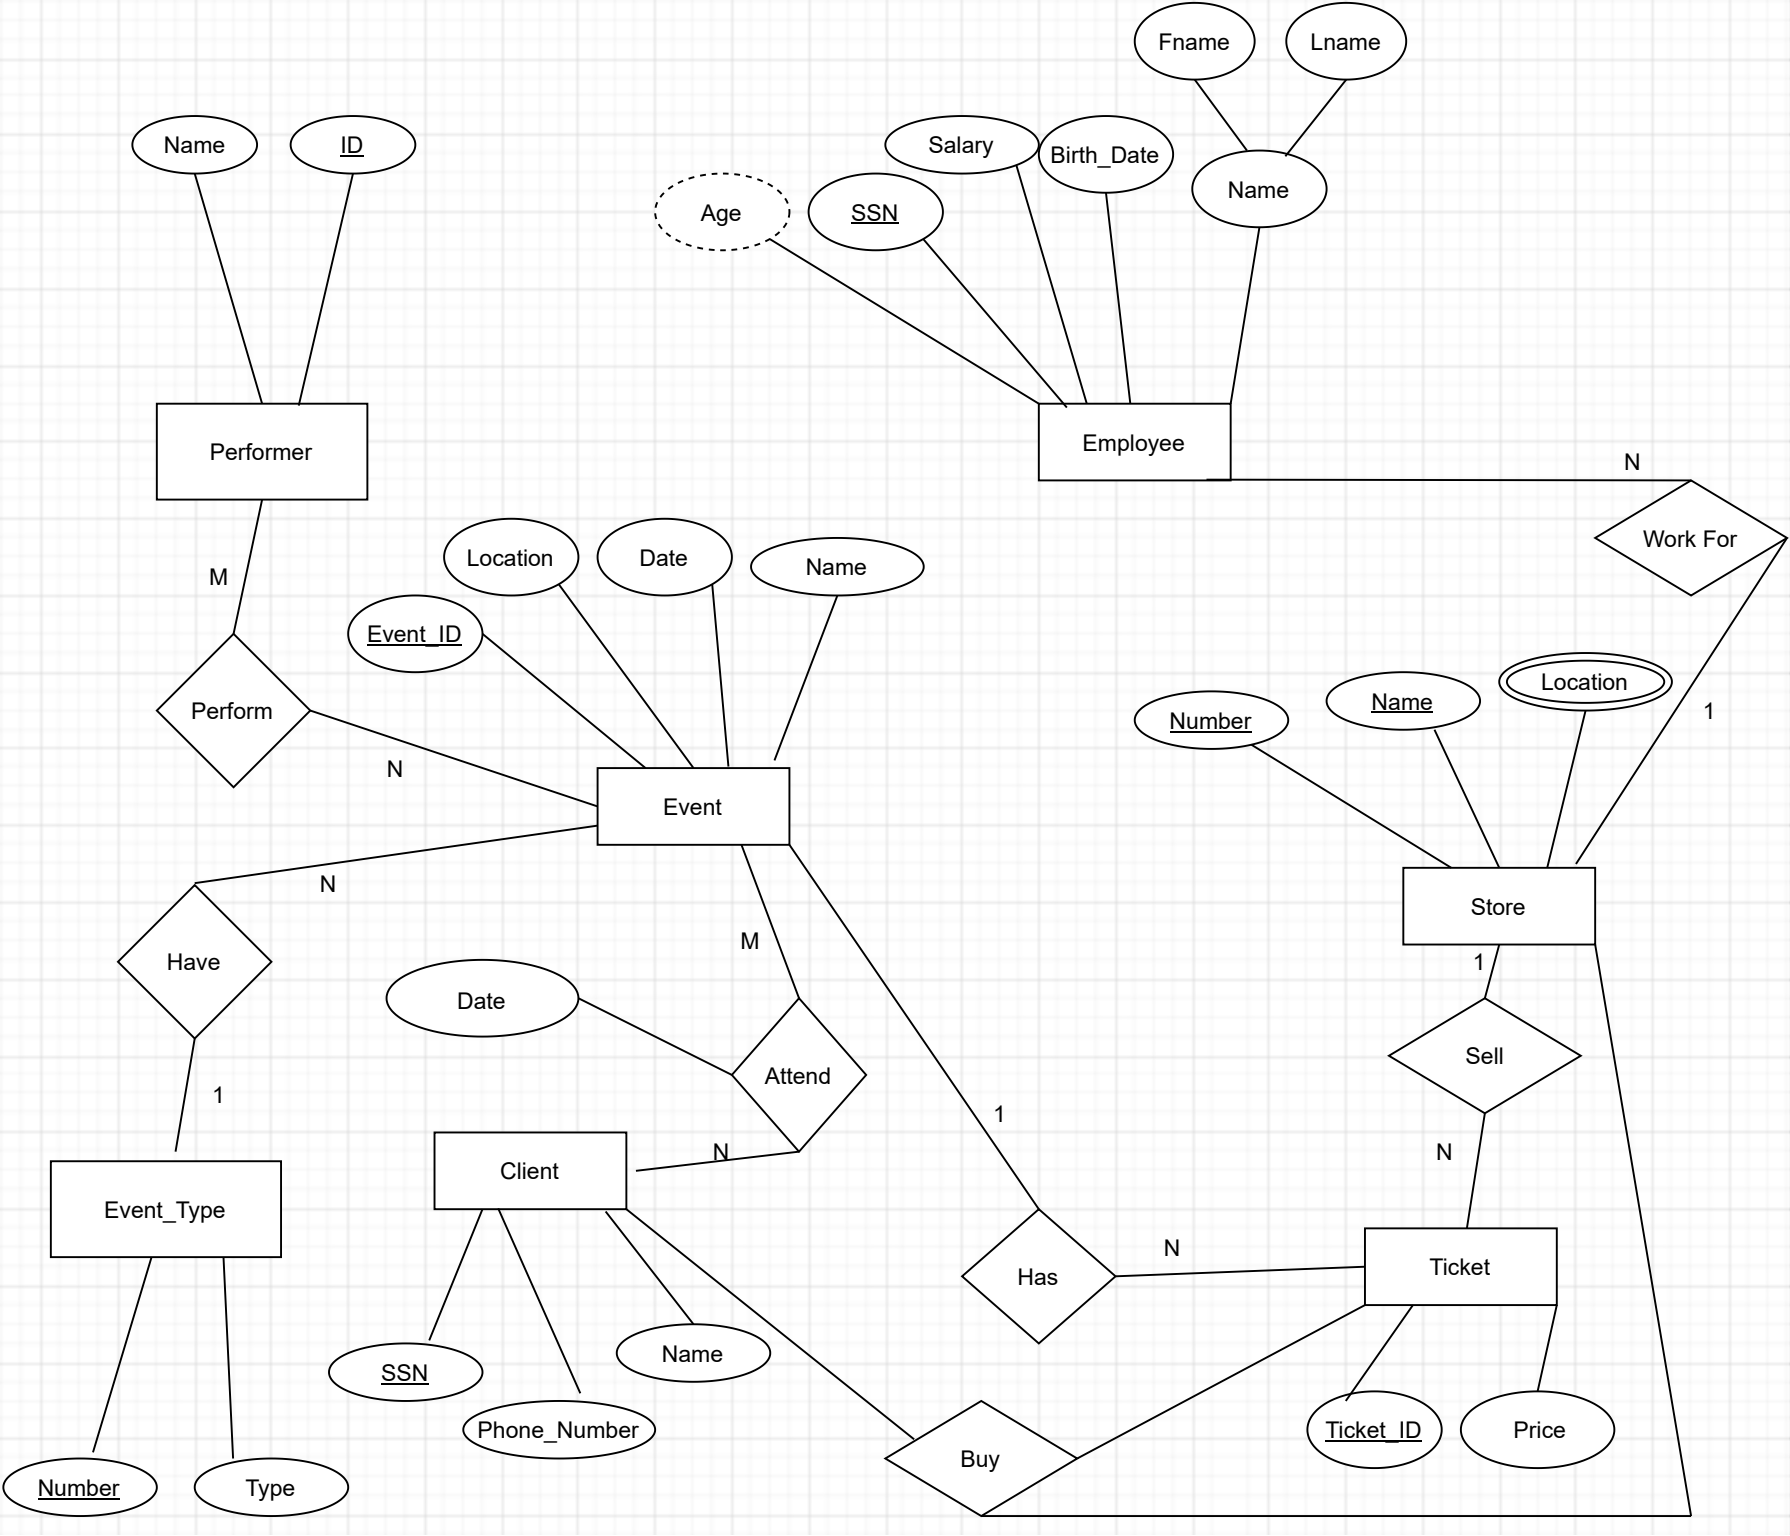 Fname
Lname
Name
ID
Salary
Birth_Date
Name
Age
SSN
Performer
Employee
N
Work For
Location
Date
Name
M
Event_ID
Number
Name
Location
1
Perform
N
Event
N
Store
M
1
Have
Date
Attend
Sell
1
1
N
Client
N
Event_Type
N
Has
Ticket
SSN
Name
Phone_Number
Buy
Ticket_ID
Price
Number
Type